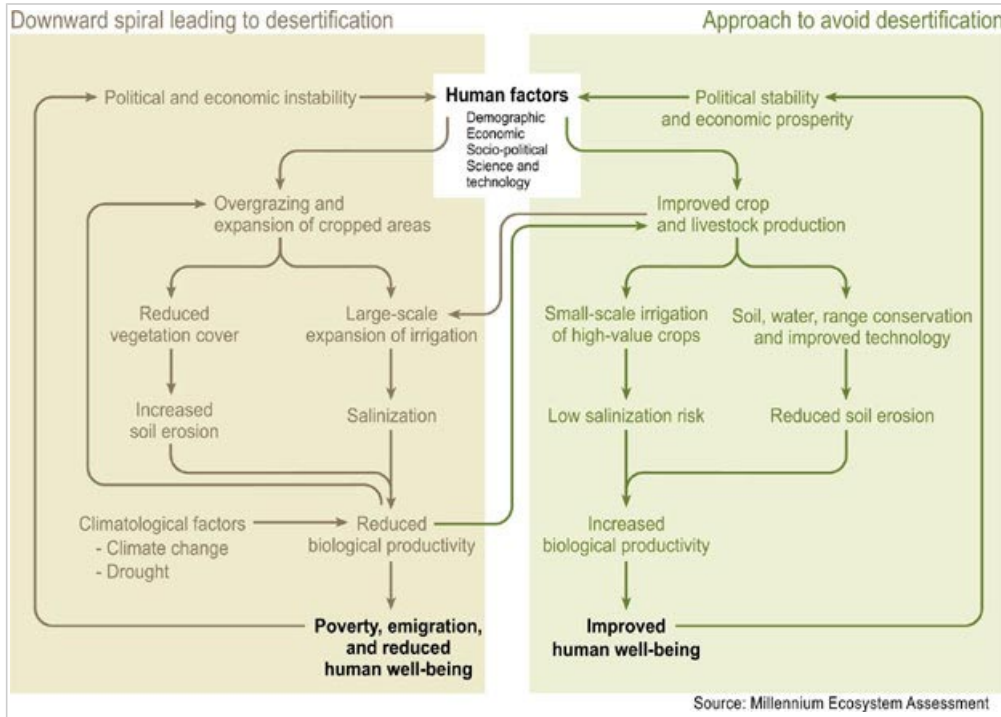 Downward spiral leading to desertification
Approach to avoid desertification
Political and economic instability
Human factors
Demographic
Economic
Socio-political
Science and
technology
Political stability
and economic prosperity
Overgrazing and
expansion of cropped areas
Improved crop
and livestock production
Reduced
vegetation cover
Large-scale
expansion of irrigation
Small-scale irrigation
of high-value crops
Soil, water, range conservation
and improved technology
Increased
soil erosion
Salinization
Low salinization risk
Reduced soil erosion
Climatological factors
- Climate change
- Drought
Reduced
biological productivity
Increased
biological productivity
Poverty, emigration,
and reduced
human well-being
Improved
human well-being
Source: Millennium Ecosystem Assessment